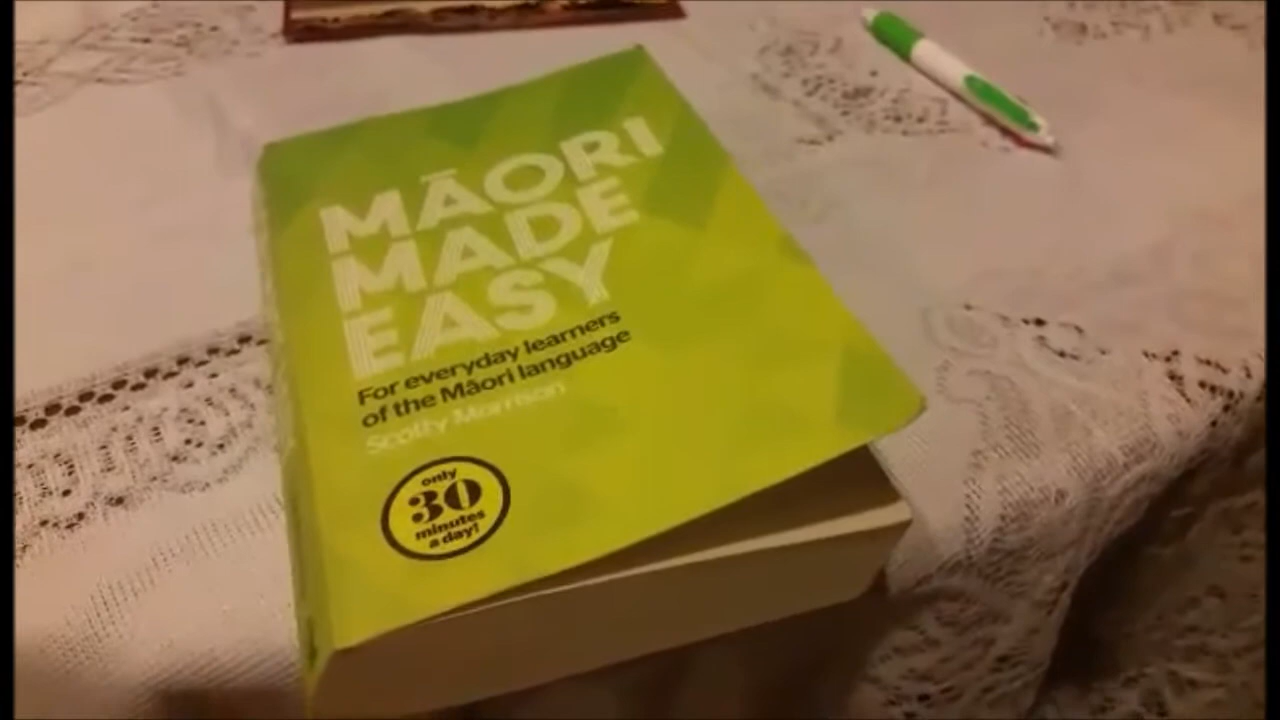 MĀORI
MADE
EASY
For everyday learners
of the Māori language
Scotty Morrison
only
30
minutes
a day!